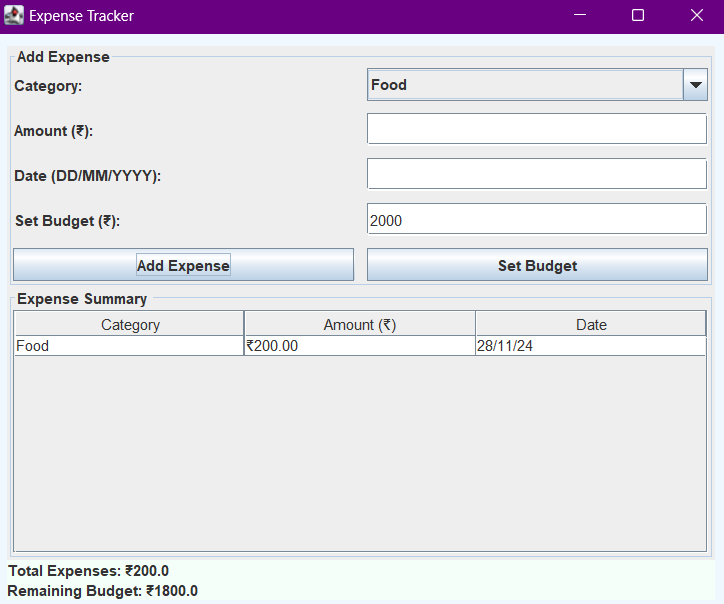 Expense Tracker
Add Expense
Category: Food
Amount (₹):
Date (DD/MM/YYYY):
Set Budget (₹): 2000
Add Expense Set Budget
Expense Summary
Category Amount (₹) Date
Food ₹200.00 28/11/24
Total Expenses: ₹200.0
Remaining Budget: ₹1800.0